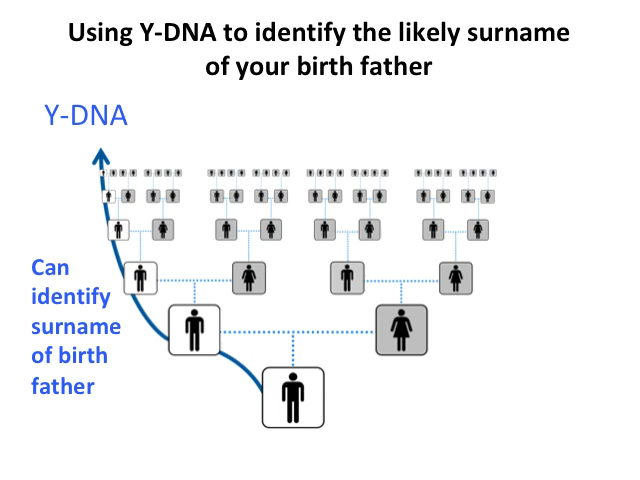 Using Y-DNA to identify the likely surname
of your birth father
Y-DNA
Can
identify
surname
of birth
father